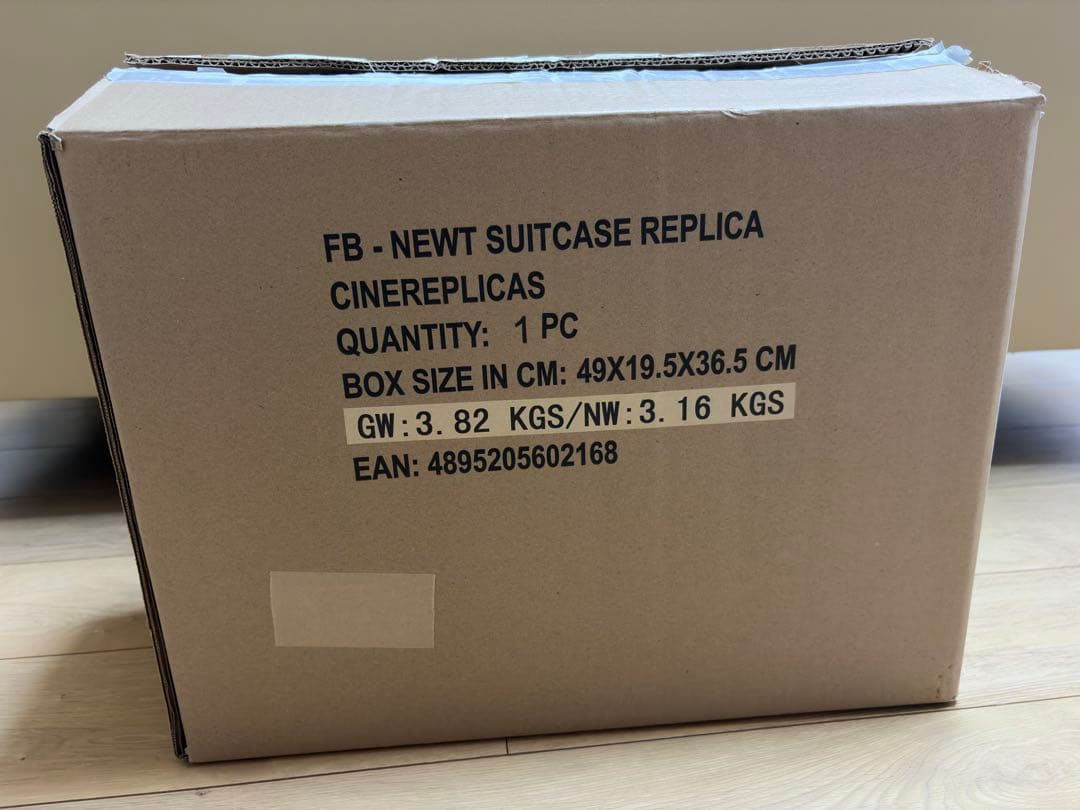 FB - NEWT SUITCASE REPLICA
CINEREPLICAS
QUANTITY: 1 PC
BOX SIZE IN CM: 49X19.5X36.5 CM
GW:3.82 KGS/NW:3.16 KGS
EAN: 4895205602168